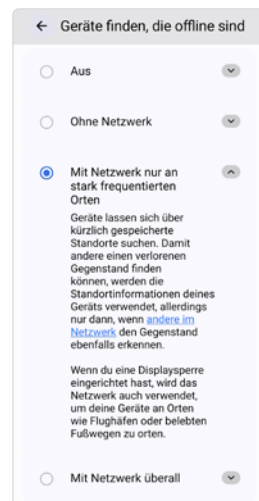 Geräte finden, die offline sind
Aus
Ohne Netzwerk
Mit Netzwerk nur an
stark frequentierten
Orten
Geräte lassen sich über
kürzlich gespeicherte
Standorte suchen. Damit
andere einen verlorenen
Gegenstand finden
können, werden die
Standortinformationen deines
Geräts verwendet, allerdings
nur dann, wenn andere im
Netzwerk den Gegenstand
ebenfalls erkennen.
Wenn du eine Displaysperre
eingerichtet hast, wird das
Netzwerk auch verwendet,
um deine Geräte an Orten
wie Flughäfen oder belebten
Fußwegen zu orten.
Mit Netzwerk überall